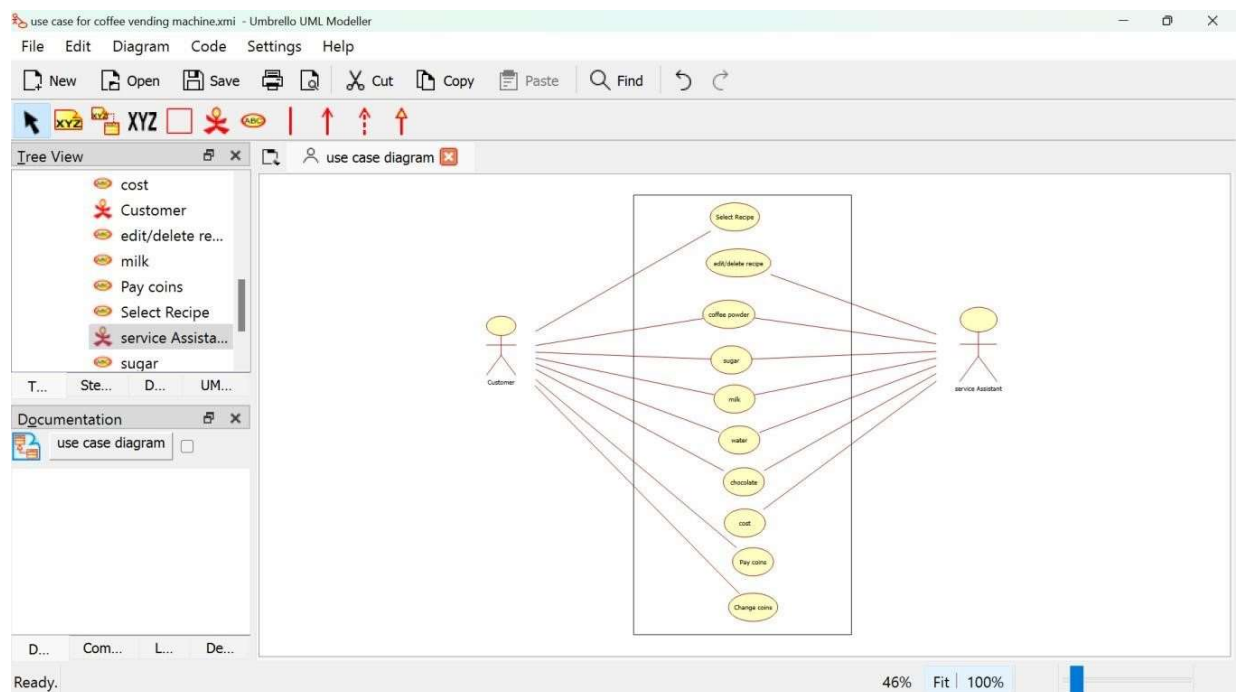 use case for coffee vending machine.xmi - Umbrello UML Modeller
File Edit Diagram Code Settings Help
New Open Save Cut Copy Paste Find
XYZ XYZ XYZ ABC
Tree View
use case diagram
cost
Customer
edit/delete re...
milk
Pay coins
Select Recipe
service Assista...
sugar
T... Ste... D... UM...
Documentation
use case diagram
D... Com... L... De...
Select Recipe
edit/delete recipe
coffee powder
sugar
milk
water
chocolate
cost
Pay coins
Change coins
Customer
service Assistant
Ready.
46% Fit 100%